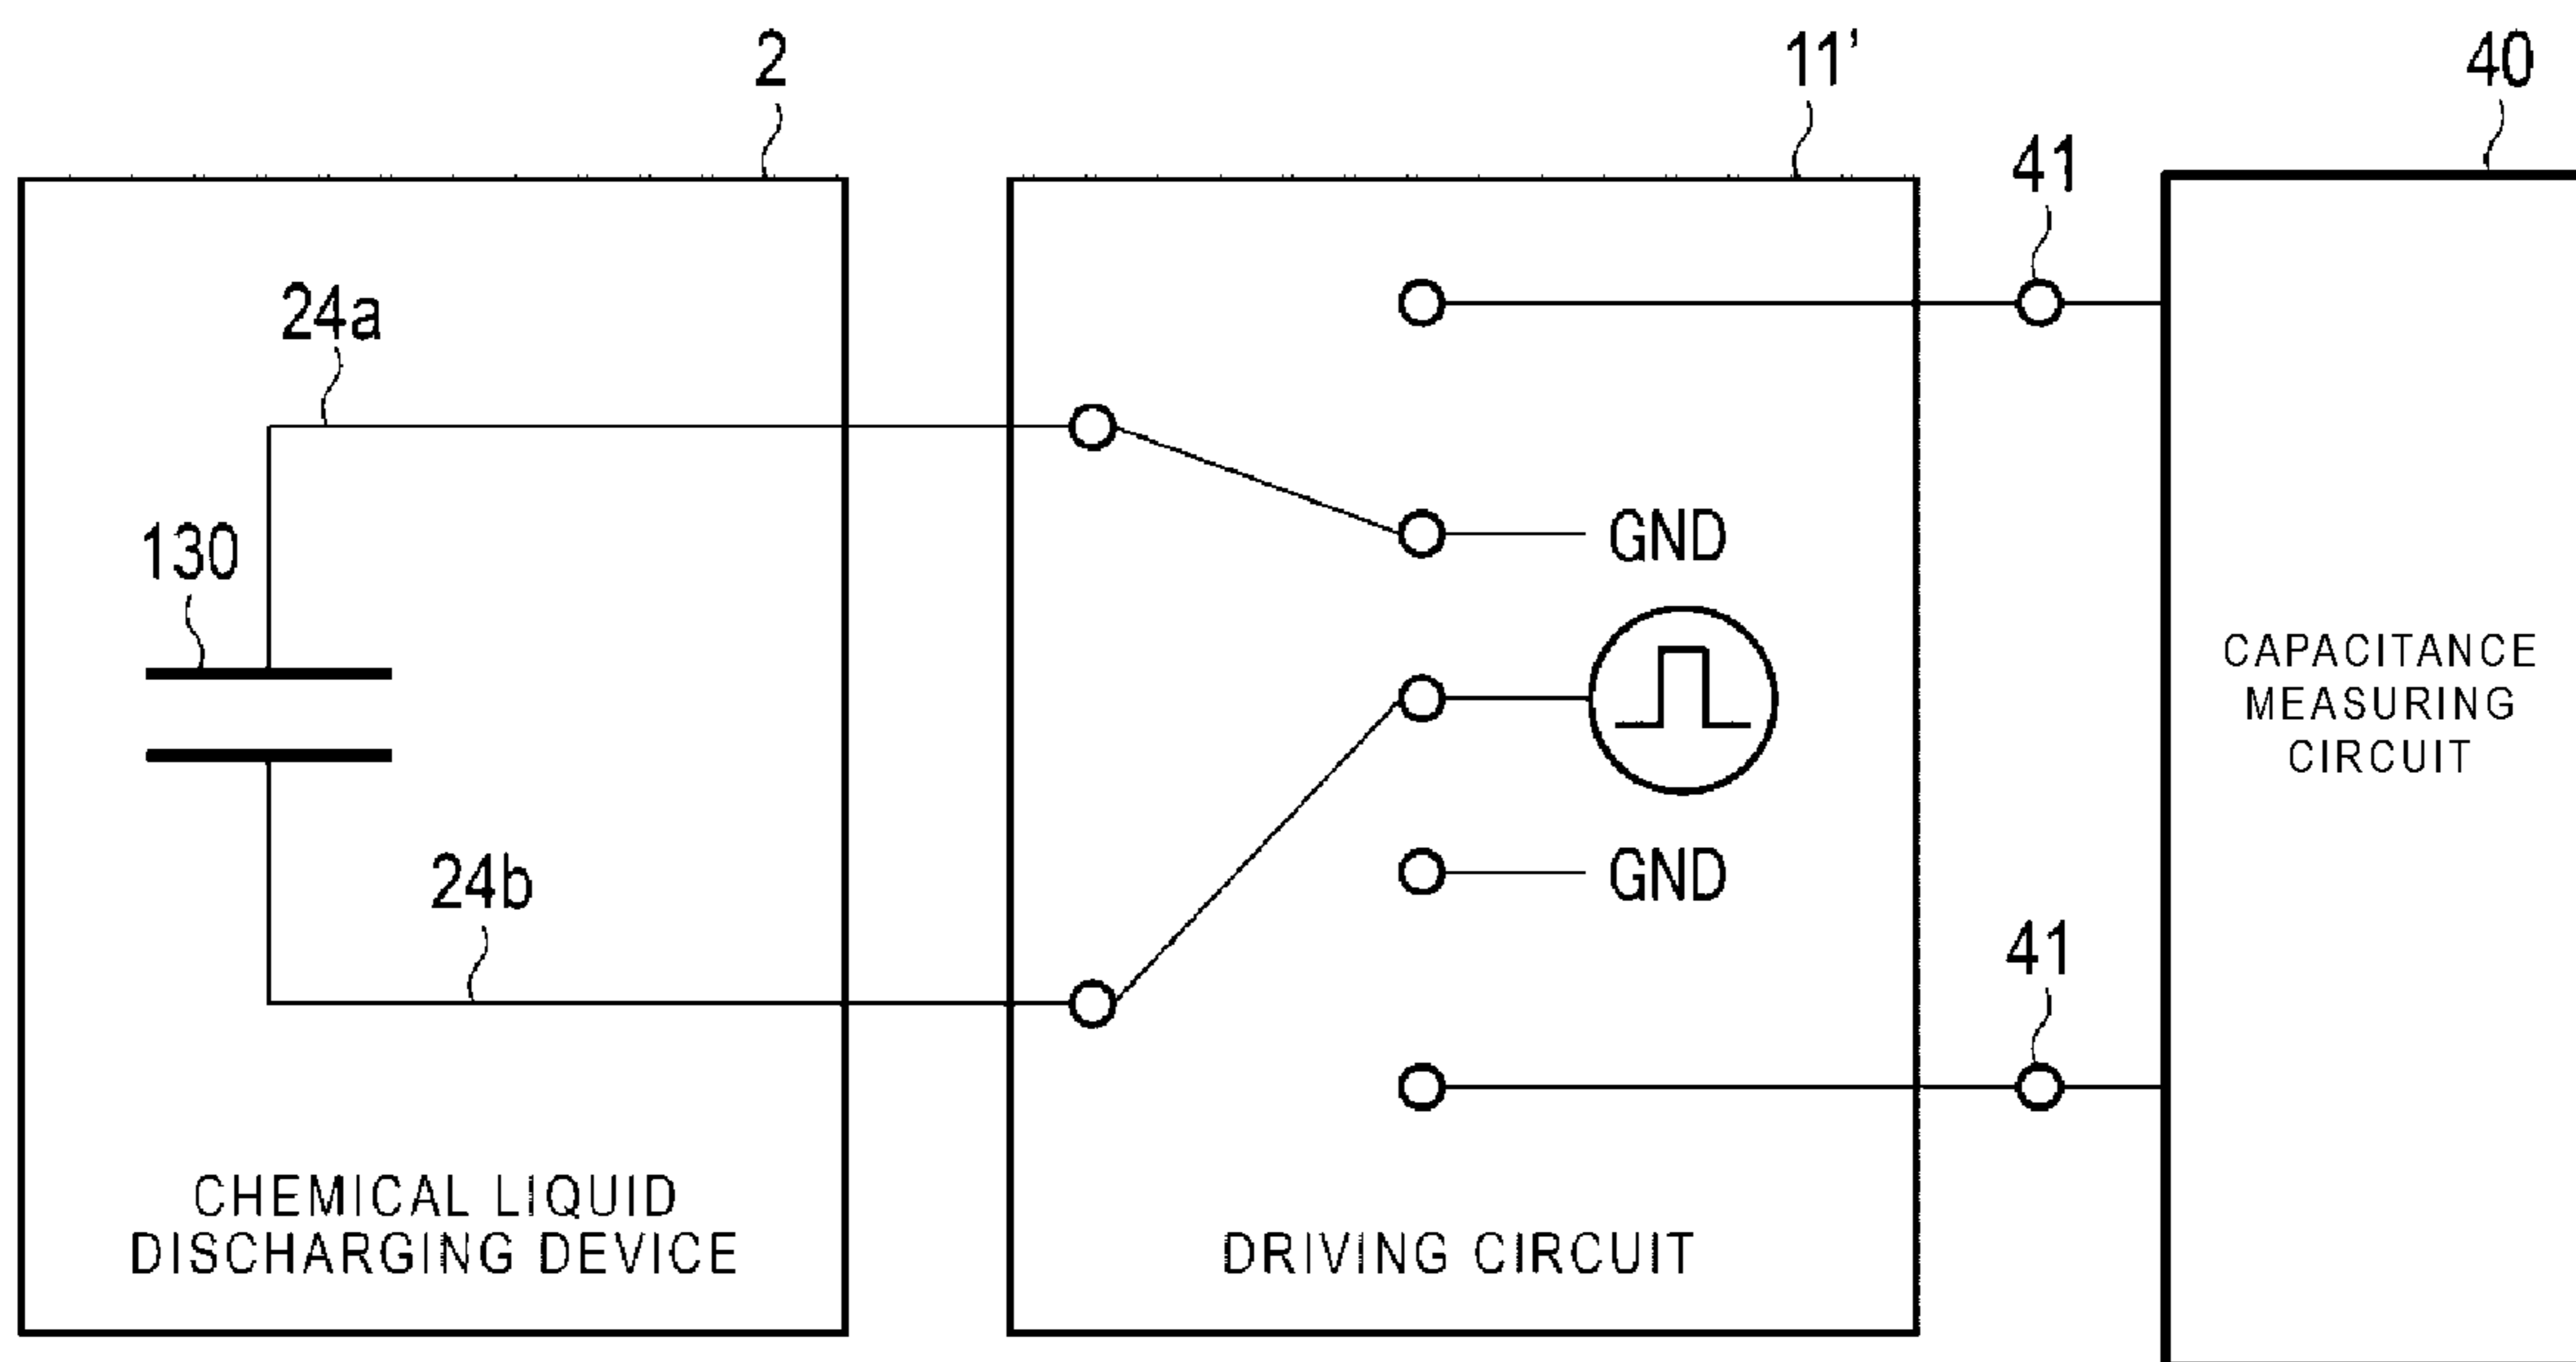 2
11'
40
41
24a
130
GND
CAPACITANCE
MEASURING
CIRCUIT
24b
GND
41
CHEMICAL LIQUID
DISCHARGING DEVICE
DRIVING CIRCUIT